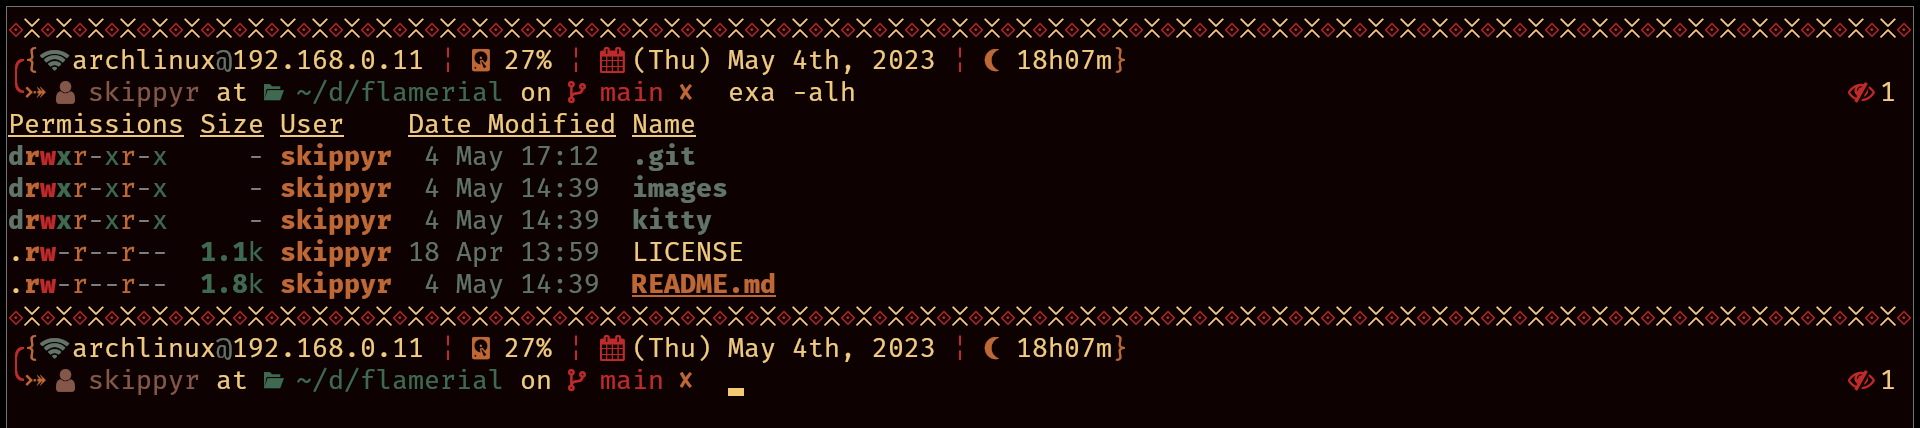 {archlinux@192.168.0.11 ¦ 27% ¦ (Thu) May 4th, 2023 ¦ 18h07m}
skippyr at ~/d/flamerial on main ✘ exa -alh 1
Permissions Size User Date Modified Name
drwxr-xr-x - skippyr 4 May 17:12 .git
drwxr-xr-x - skippyr 4 May 14:39 images
drwxr-xr-x - skippyr 4 May 14:39 kitty
.rw-r--r-- 1.1k skippyr 18 Apr 13:59 LICENSE
.rw-r--r-- 1.8k skippyr 4 May 14:39 README.md
{archlinux@192.168.0.11 ¦ 27% ¦ (Thu) May 4th, 2023 ¦ 18h07m}
skippyr at ~/d/flamerial on main ✘ 1